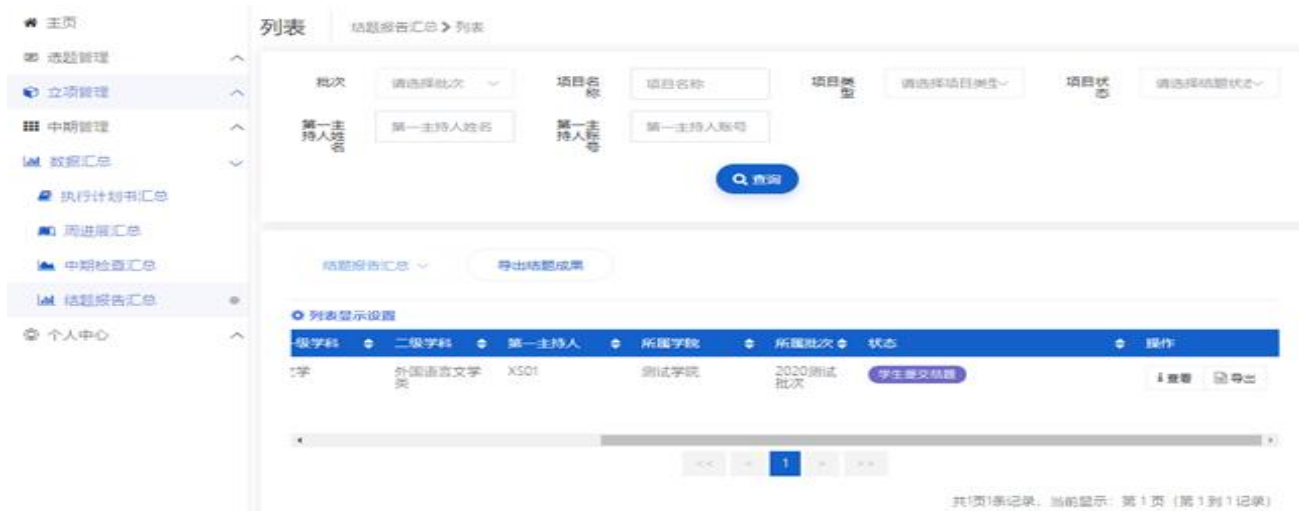 主页
选题管理
立项管理
中期管理
数据汇总
执行计划书汇总
周进展汇总
中期检查汇总
结题报告汇总
个人中心
列表 结题报告汇总 > 列表
批次 请选择批次 项目名称 项目名称 项目类型 请选择项目类型 项目状态 请选择结题状态
第一主持人姓名 第一主持人姓名 第一主持人账号 第一主持人账号
查询
结题报告汇总 导出结题成果
列表显示设置
级学科 二级学科 第一主持人 所属学院 所属批次 状态 操作
学 外国语言文学类 XS01 测试学院 2020测试批次 学生提交结题 查看 导出
<< < 1 > >>
共1页1条记录，当前显示：第1页（第1到1记录）